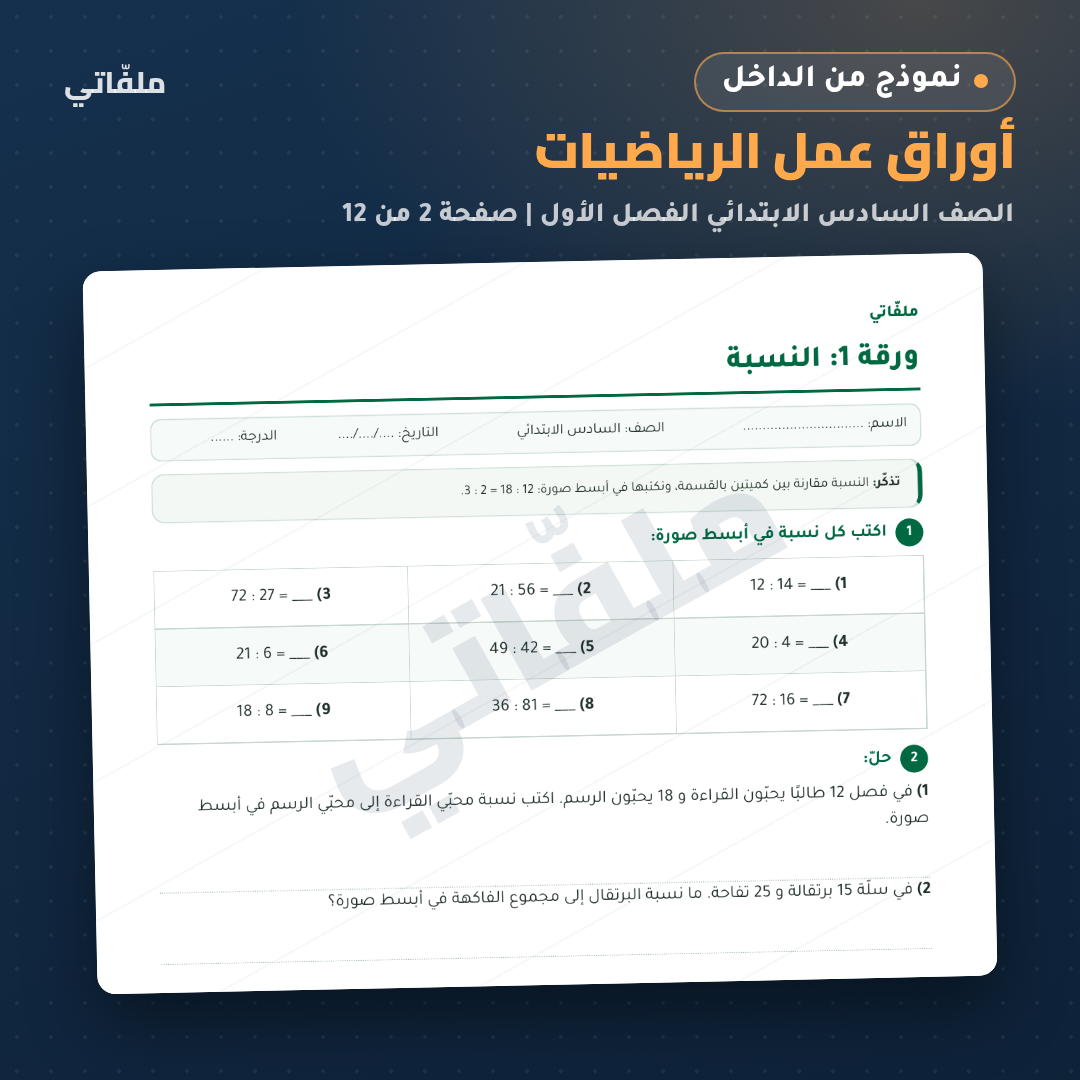 ملفّاتي
نموذج من الداخل
أوراق عمل الرياضيات
الصف السادس الابتدائي الفصل الأول | صفحة 2 من 12
ملفّاتي
ورقة 1: النسبة
الاسم: .............................. الصف: السادس الابتدائي التاريخ: ..../..../.... الدرجة: ......
تذكّر: النسبة مقارنة بين كميتين بالقسمة، ونكتبها في أبسط صورة: 12 : 18 = 2 : 3.
1 اكتب كل نسبة في أبسط صورة:
1) 12 : 14 = ___ 2) 21 : 56 = ___ 3) 72 : 27 = ___
4) 20 : 4 = ___ 5) 49 : 42 = ___ 6) 21 : 6 = ___
7) 72 : 16 = ___ 8) 36 : 81 = ___ 9) 18 : 8 = ___
2 حلّ:
1) في فصل 12 طالبًا يحبّون القراءة و 18 يحبّون الرسم. اكتب نسبة محبّي القراءة إلى محبّي الرسم في أبسط
صورة.
2) في سلّة 15 برتقالة و 25 تفاحة. ما نسبة البرتقال إلى مجموع الفاكهة في أبسط صورة؟
ملفّاتي